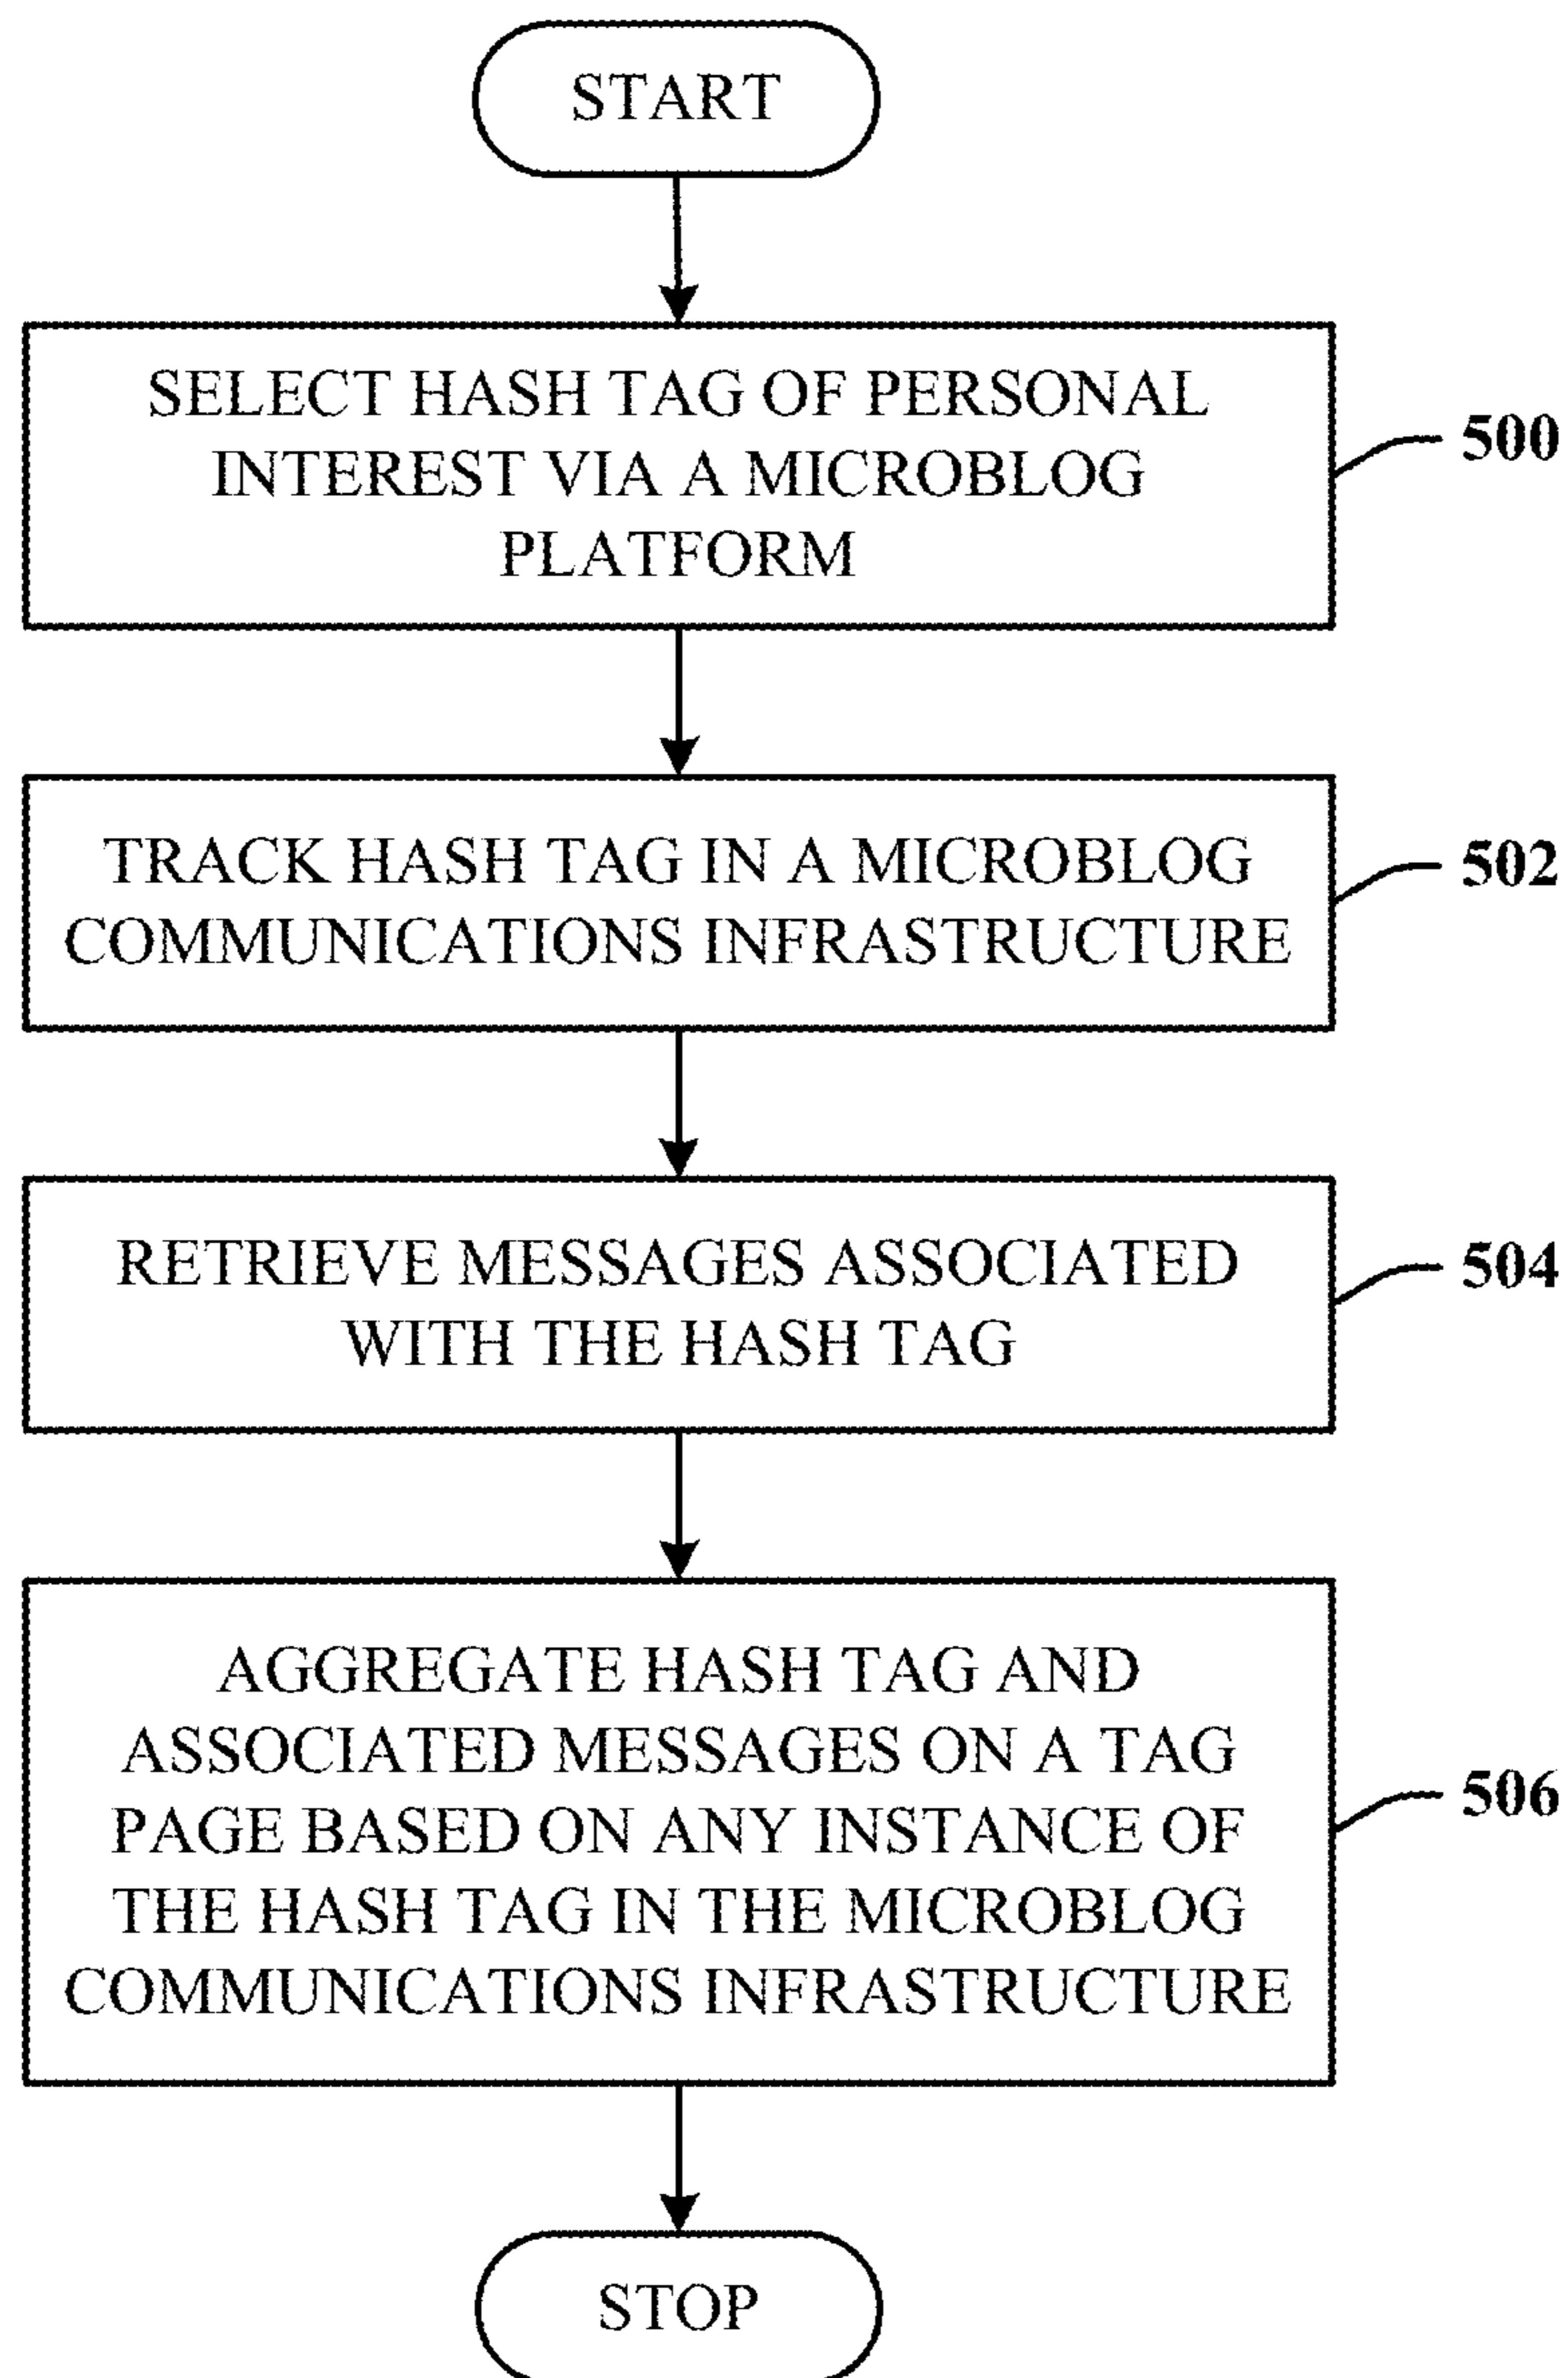 START
SELECT HASH TAG OF PERSONAL
INTEREST VIA A MICROBLOG
PLATFORM
500
TRACK HASH TAG IN A MICROBLOG
COMMUNICATIONS INFRASTRUCTURE
502
RETRIEVE MESSAGES ASSOCIATED
WITH THE HASH TAG
504
AGGREGATE HASH TAG AND
ASSOCIATED MESSAGES ON A TAG
PAGE BASED ON ANY INSTANCE OF
THE HASH TAG IN THE MICROBLOG
COMMUNICATIONS INFRASTRUCTURE
506
STOP